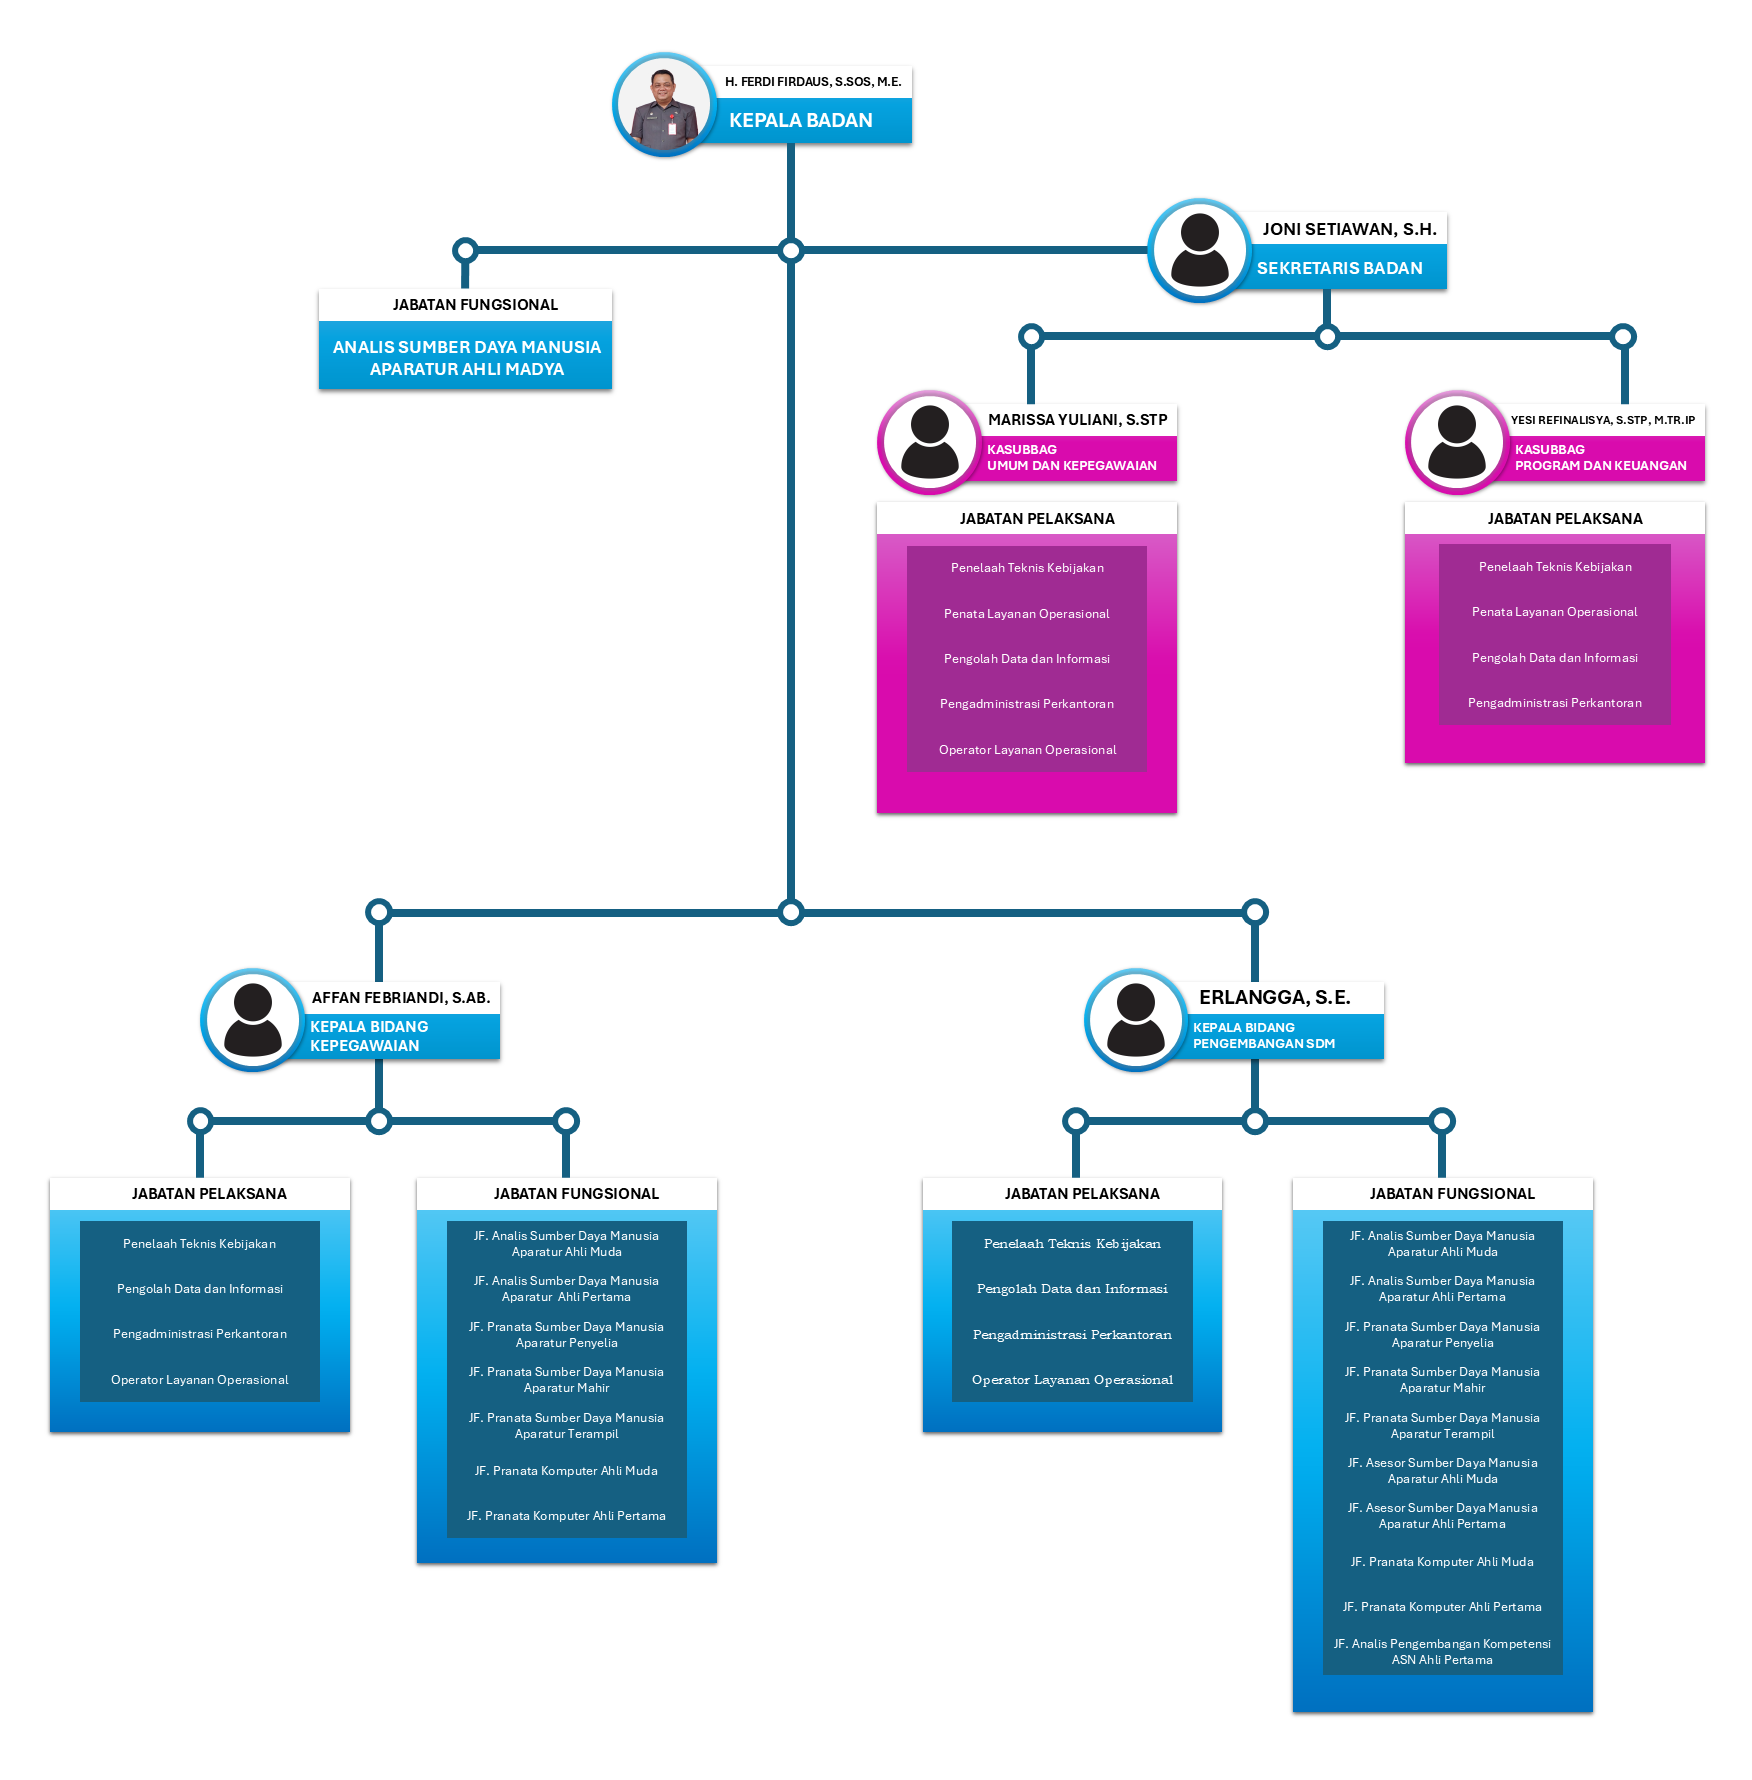 H. FERDI FIRDAUS, S.SOS, M.E.
KEPALA BADAN
JONI SETIAWAN, S.H.
SEKRETARIS BADAN
JABATAN FUNGSIONAL
ANALIS SUMBER DAYA MANUSIA
APARATUR AHLI MADYA
MARISSA YULIANI, S.STP
KASUBBAG
UMUM DAN KEPEGAWAIAN
JABATAN PELAKSANA
Penelaah Teknis Kebijakan
Penata Layanan Operasional
Pengolah Data dan Informasi
Pengadministrasi Perkantoran
Operator Layanan Operasional
YESI REFINALISYA, S.STP, M.TR.IP
KASUBBAG
PROGRAM DAN KEUANGAN
JABATAN PELAKSANA
Penelaah Teknis Kebijakan
Penata Layanan Operasional
Pengolah Data dan Informasi
Pengadministrasi Perkantoran
AFFAN FEBRIANDI, S.AB.
KEPALA BIDANG
KEPEGAWAIAN
JABATAN PELAKSANA
Penelaah Teknis Kebijakan
Pengolah Data dan Informasi
Pengadministrasi Perkantoran
Operator Layanan Operasional
JABATAN FUNGSIONAL
JF. Analis Sumber Daya Manusia
Aparatur Ahli Muda
JF. Analis Sumber Daya Manusia
Aparatur Ahli Pertama
JF. Pranata Sumber Daya Manusia
Aparatur Penyelia
JF. Pranata Sumber Daya Manusia
Aparatur Mahir
JF. Pranata Sumber Daya Manusia
Aparatur Terampil
JF. Pranata Komputer Ahli Muda
JF. Pranata Komputer Ahli Pertama
ERLANGGA, S.E.
KEPALA BIDANG
PENGEMBANGAN SDM
JABATAN PELAKSANA
Penelaah Teknis Kebijakan
Pengolah Data dan Informasi
Pengadministrasi Perkantoran
Operator Layanan Operasional
JABATAN FUNGSIONAL
JF. Analis Sumber Daya Manusia
Aparatur Ahli Muda
JF. Analis Sumber Daya Manusia
Aparatur Ahli Pertama
JF. Pranata Sumber Daya Manusia
Aparatur Penyelia
JF. Pranata Sumber Daya Manusia
Aparatur Mahir
JF. Pranata Sumber Daya Manusia
Aparatur Terampil
JF. Asesor Sumber Daya Manusia
Aparatur Ahli Muda
JF. Asesor Sumber Daya Manusia
Aparatur Ahli Pertama
JF. Pranata Komputer Ahli Muda
JF. Pranata Komputer Ahli Pertama
JF. Analis Pengembangan Kompetensi
ASN Ahli Pertama